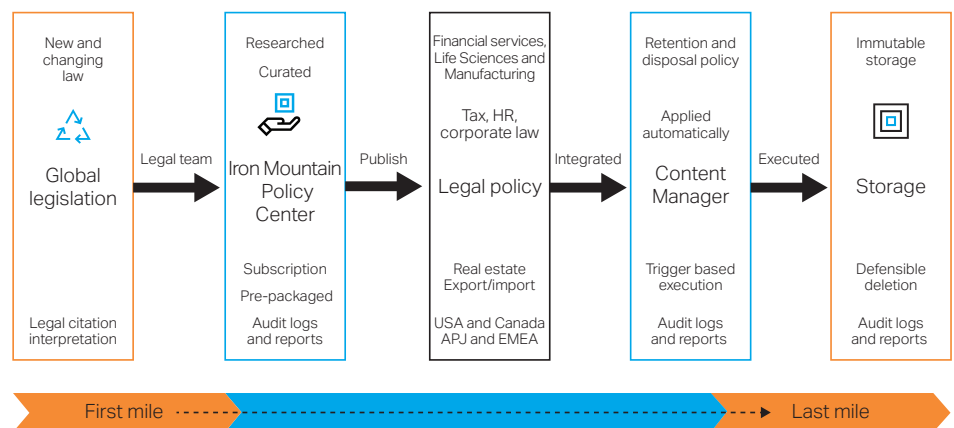 New and
changing
law
Global
legislation
Legal citation
interpretation
Legal team
Researched
Curated
Iron Mountain
Policy
Center
Subscription
Pre-packaged
Audit logs
and reports
Publish
Financial services,
Life Sciences and
Manufacturing
Tax, HR,
corporate law
Legal policy
Real estate
Export/import
USA and Canada
APJ and EMEA
Integrated
Retention and
disposal policy
Applied
automatically
Content
Manager
Trigger based
execution
Audit logs
and reports
Executed
Immutable
storage
Storage
Defensible
deletion
Audit logs
and reports
First mile
Last mile